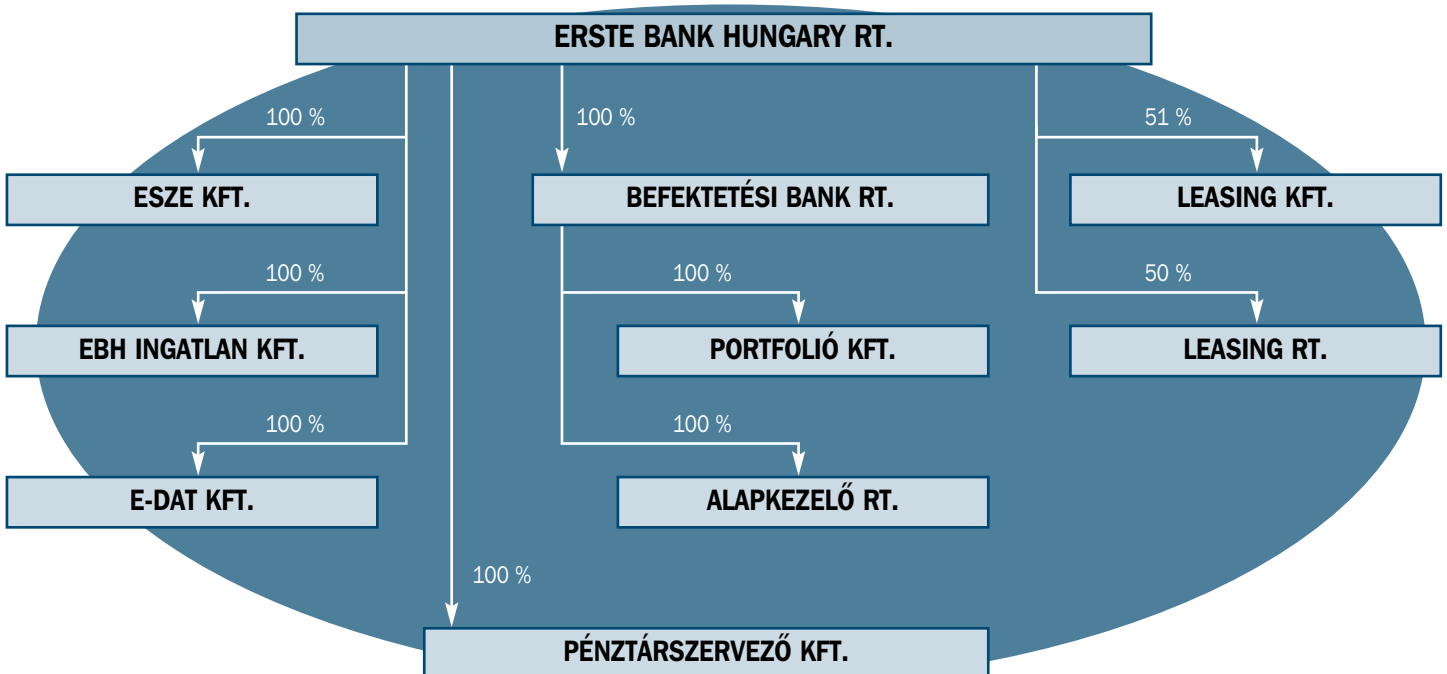 ERSTE BANK HUNGARY RT.
100 %
100 %
51 %
ESZE KFT.
BEFEKTETÉSI BANK RT.
LEASING KFT.
100 %
100 %
50 %
EBH INGATLAN KFT.
PORTFOLIÓ KFT.
LEASING RT.
100 %
100 %
E-DAT KFT.
ALAPKEZELŐ RT.
100 %
PÉNZTÁRSZERVEZŐ KFT.